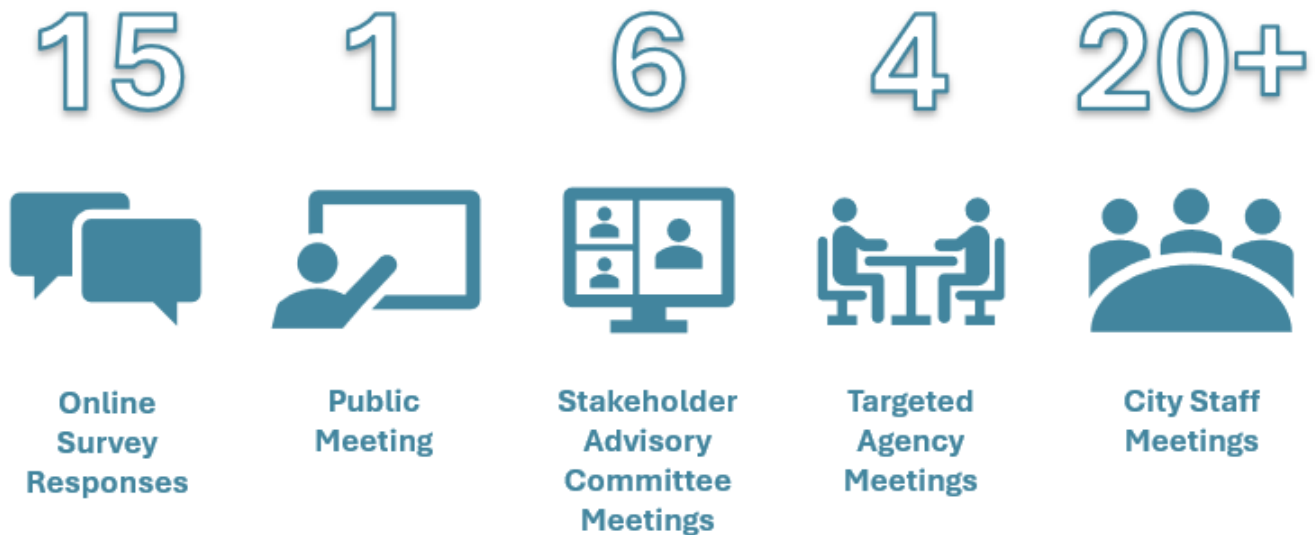 15
1
6
4
20+
Online
Survey
Responses
Public
Meeting
Stakeholder
Advisory
Committee
Meetings
Targeted
Agency
Meetings
City Staff
Meetings